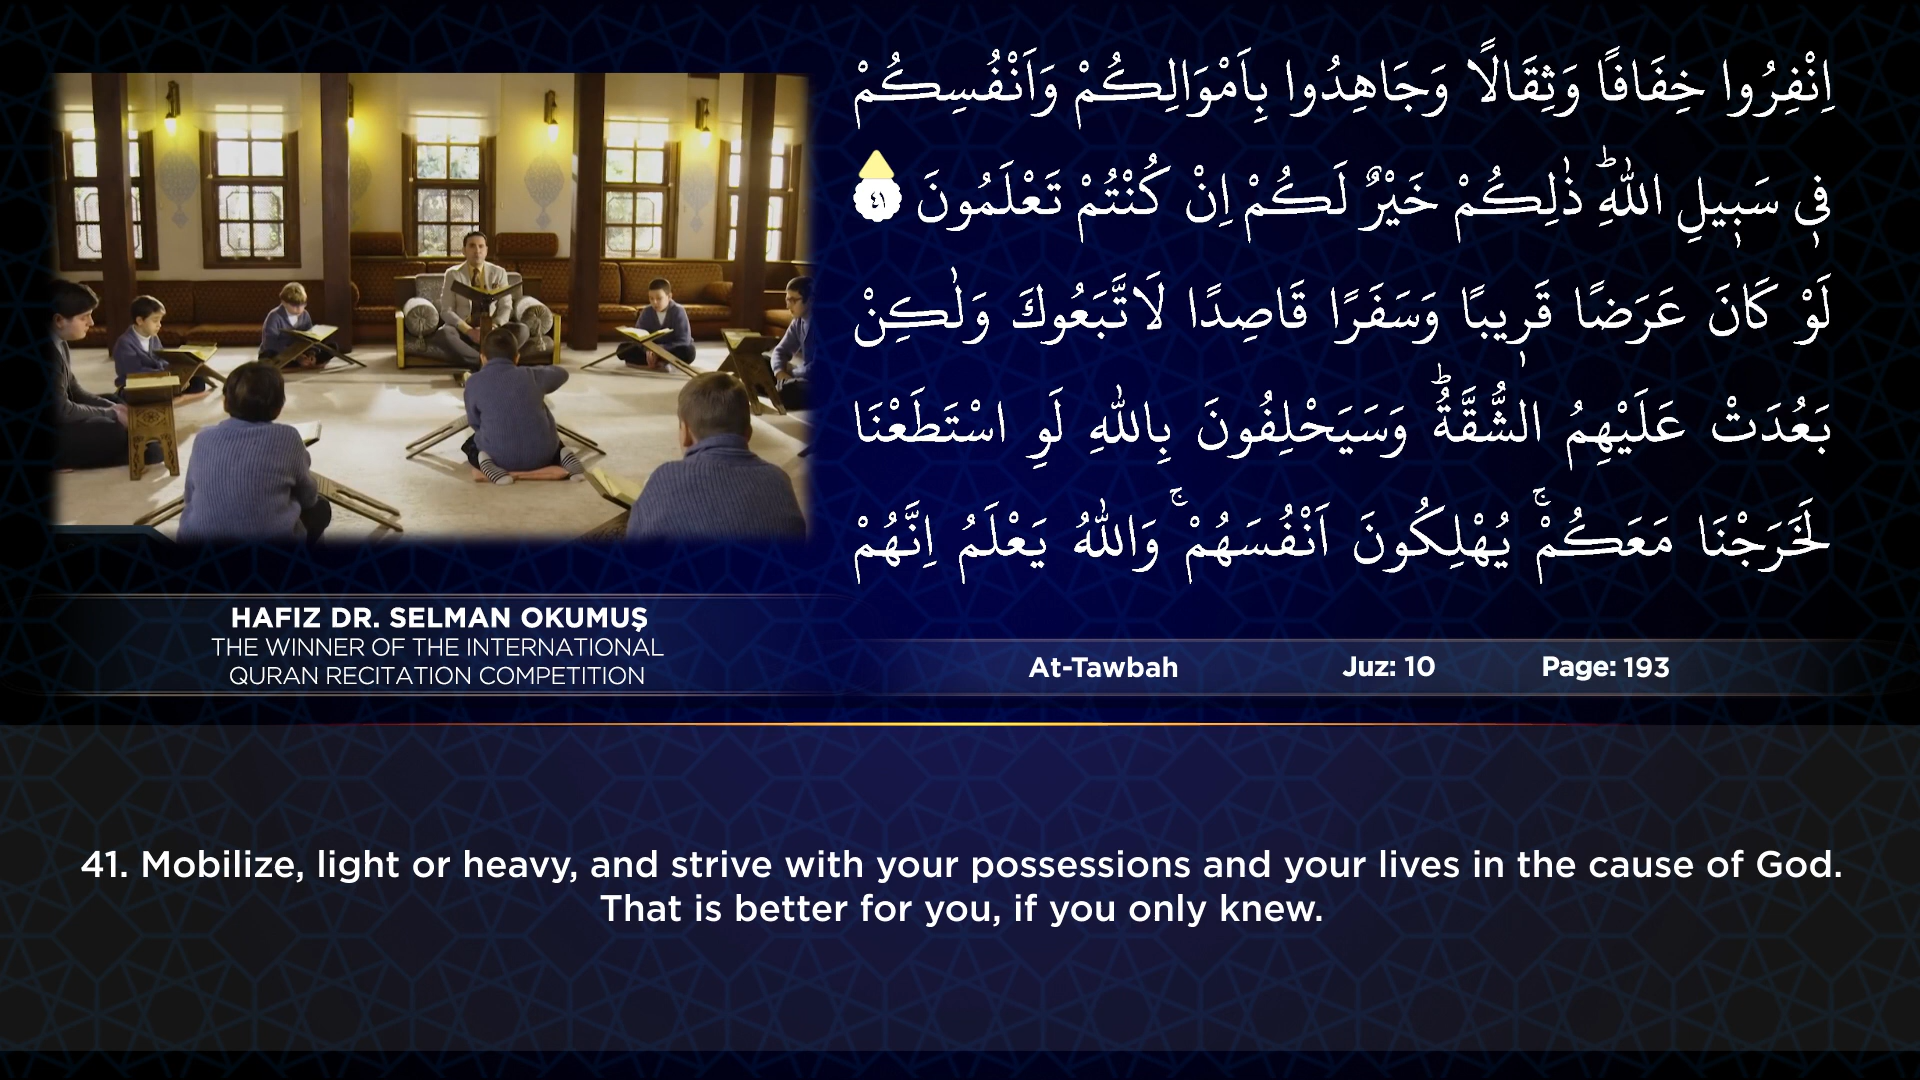 اِنْفِرُوا خِفَافًا وَثِقَالًا وَجَاهِدُوا بِاَمْوَالِكُمْ وَاَنْفُسِكُمْ
فٖي سَبٖيلِ اللّٰهِؕ ذٰلِكُمْ خَيْرٌ لَكُمْ اِنْ كُنْتُمْ تَعْلَمُونَ ٤١
لَوْ كَانَ عَرَضًا قَرٖيبًا وَسَفَرًا قَاصِدًا لَاتَّبَعُوكَ وَلٰكِنْ
بَعُدَتْ عَلَيْهِمُ الشُّقَّةُؕ وَسَيَحْلِفُونَ بِاللّٰهِ لَوِ اسْتَطَعْنَا
لَخَرَجْنَا مَعَكُمْۚ يُهْلِكُونَ اَنْفُسَهُمْۚ وَاللّٰهُ يَعْلَمُ اِنَّهُمْ
HAFIZ DR. SELMAN OKUMUŞ
THE WINNER OF THE INTERNATIONAL
QURAN RECITATION COMPETITION
At-Tawbah Juz: 10 Page: 193
41. Mobilize, light or heavy, and strive with your possessions and your lives in the cause of God.
That is better for you, if you only knew.